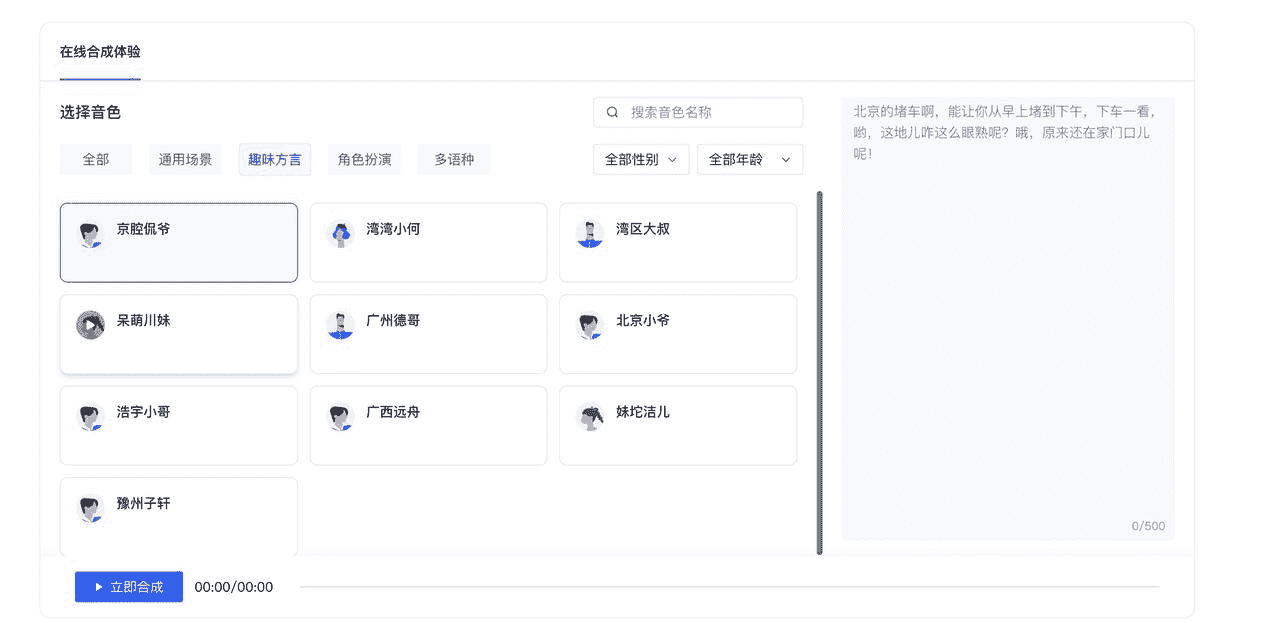 在线合成体验
选择音色
搜索音色名称
全部
通用场景
趣味方言
角色扮演
多语种
全部性别
全部年龄
京腔侃爷
湾湾小何
湾区大叔
呆萌川妹
广州德哥
北京小爷
浩宇小哥
广西远舟
妹坨洁儿
豫州子轩
北京的堵车啊，能让你从早上堵到下午，下车一看，
哟，这地儿咋这么眼熟呢？哦，原来还在家门口儿
呢！
0/500
立即合成
00:00/00:00